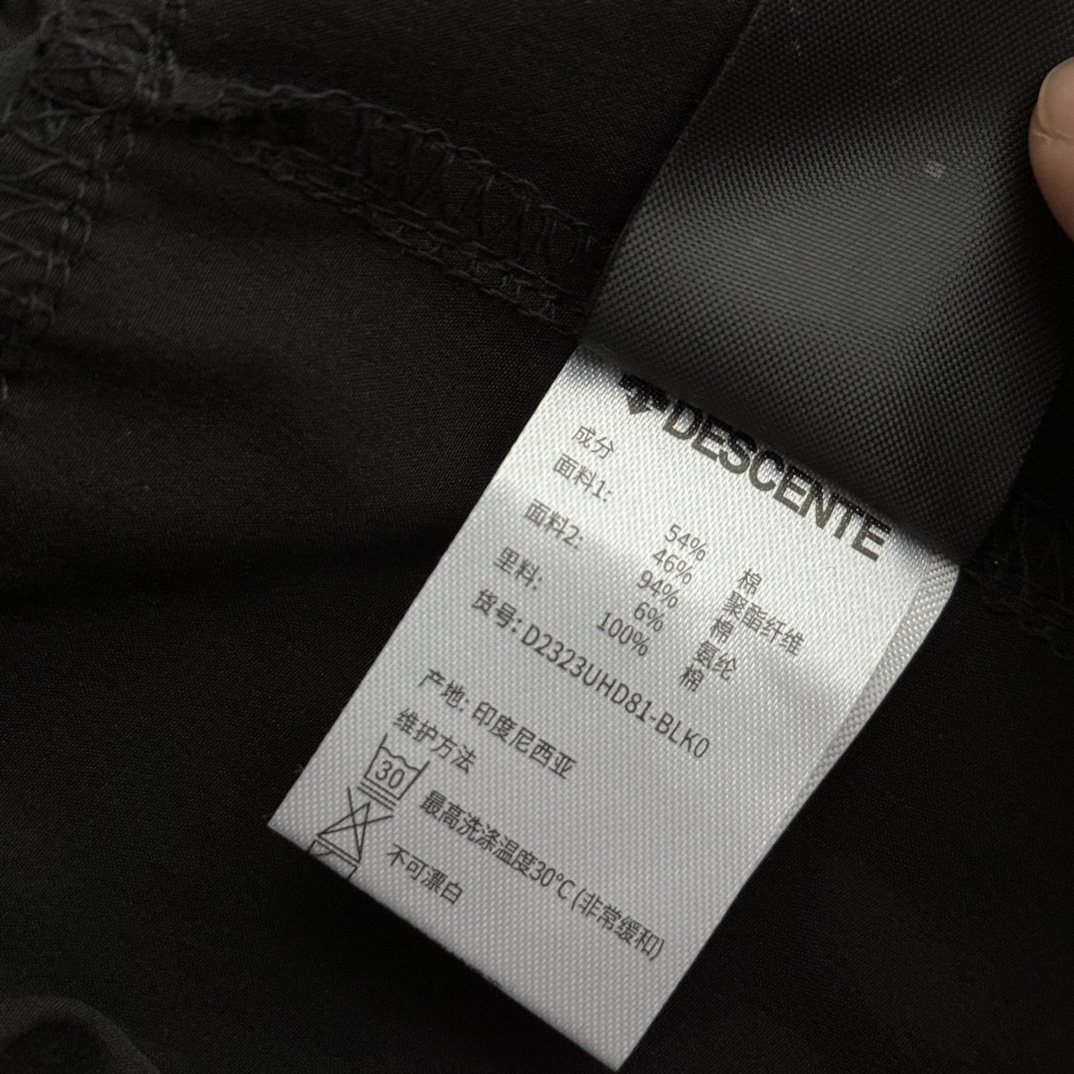 DESCENTE
成分
面料1:
54% 棉
46% 聚酯纤维
面料2:
94% 棉
6% 氨纶
里料:
100% 棉
货号: D2323UHD81-BLK0
产地: 印度尼西亚
维护方法
30 最高洗涤温度30℃(非常缓和)
不可漂白